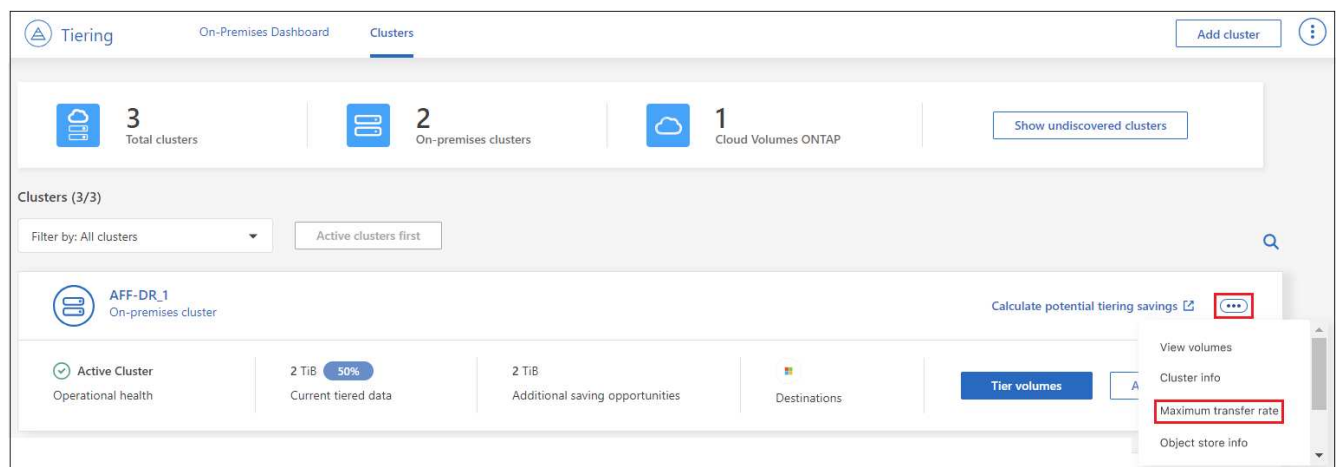 Tiering
On-Premises Dashboard
Clusters
Add cluster
3
Total clusters
2
On-premises clusters
1
Cloud Volumes ONTAP
Show undiscovered clusters
Clusters (3/3)
Filter by: All clusters
Active clusters first
AFF-DR_1
On-premises cluster
Calculate potential tiering savings
Active Cluster
Operational health
2 TiB 50%
Current tiered data
2 TiB
Additional saving opportunities
Destinations
Tier volumes
A
View volumes
Cluster info
Maximum transfer rate
Object store info